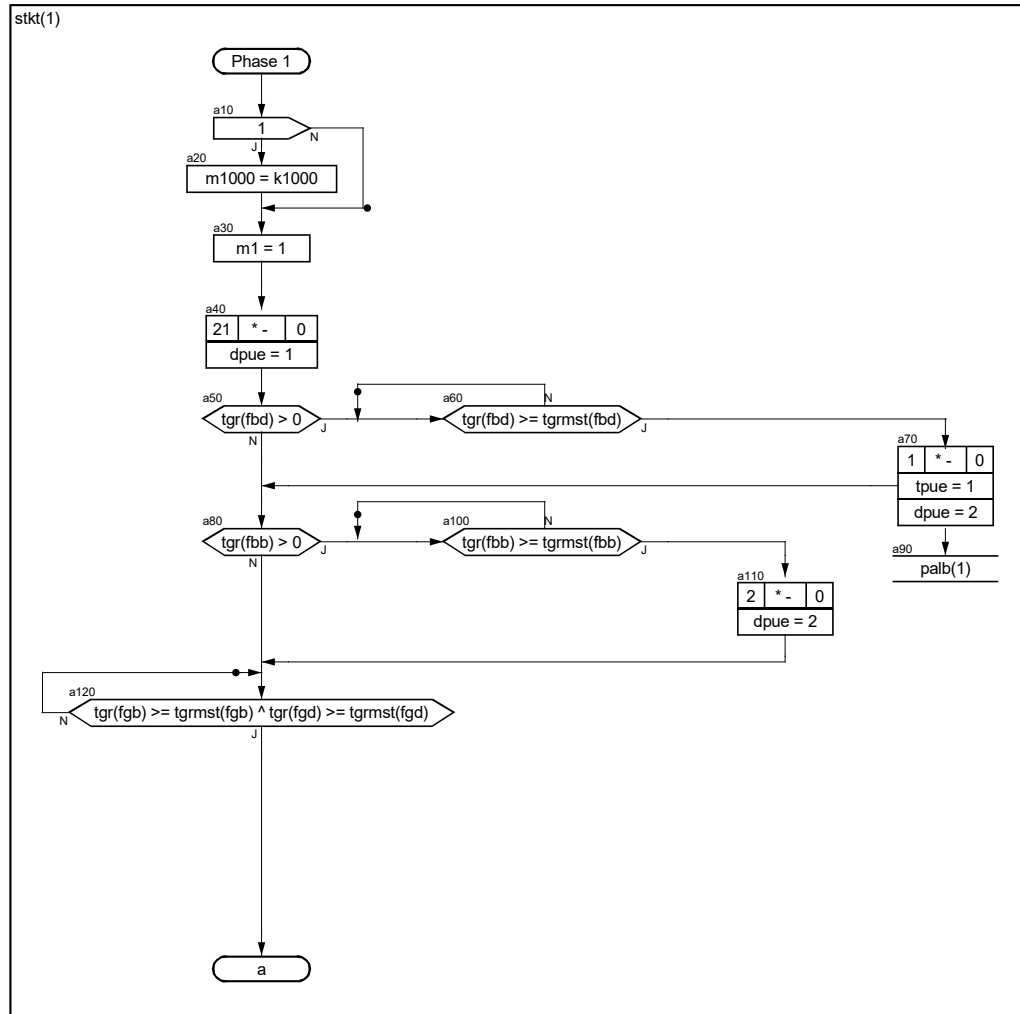 stkt(1)
Phase 1
a10
1
N
J
a20
m1000 = k1000
a30
m1 = 1
a40
21 * - 0
dpue = 1
a50
tgr(fbd) > 0
J
N
a60
N
tgr(fbd) >= tgrmst(fbd)
J
a70
1 * - 0
tpue = 1
dpue = 2
a80
tgr(fbb) > 0
J
N
a100
N
tgr(fbb) >= tgrmst(fbb)
J
a90
palb(1)
a110
2 * - 0
dpue = 2
a120
N
tgr(fgb) >= tgrmst(fgb) ^ tgr(fgd) >= tgrmst(fgd)
J
a